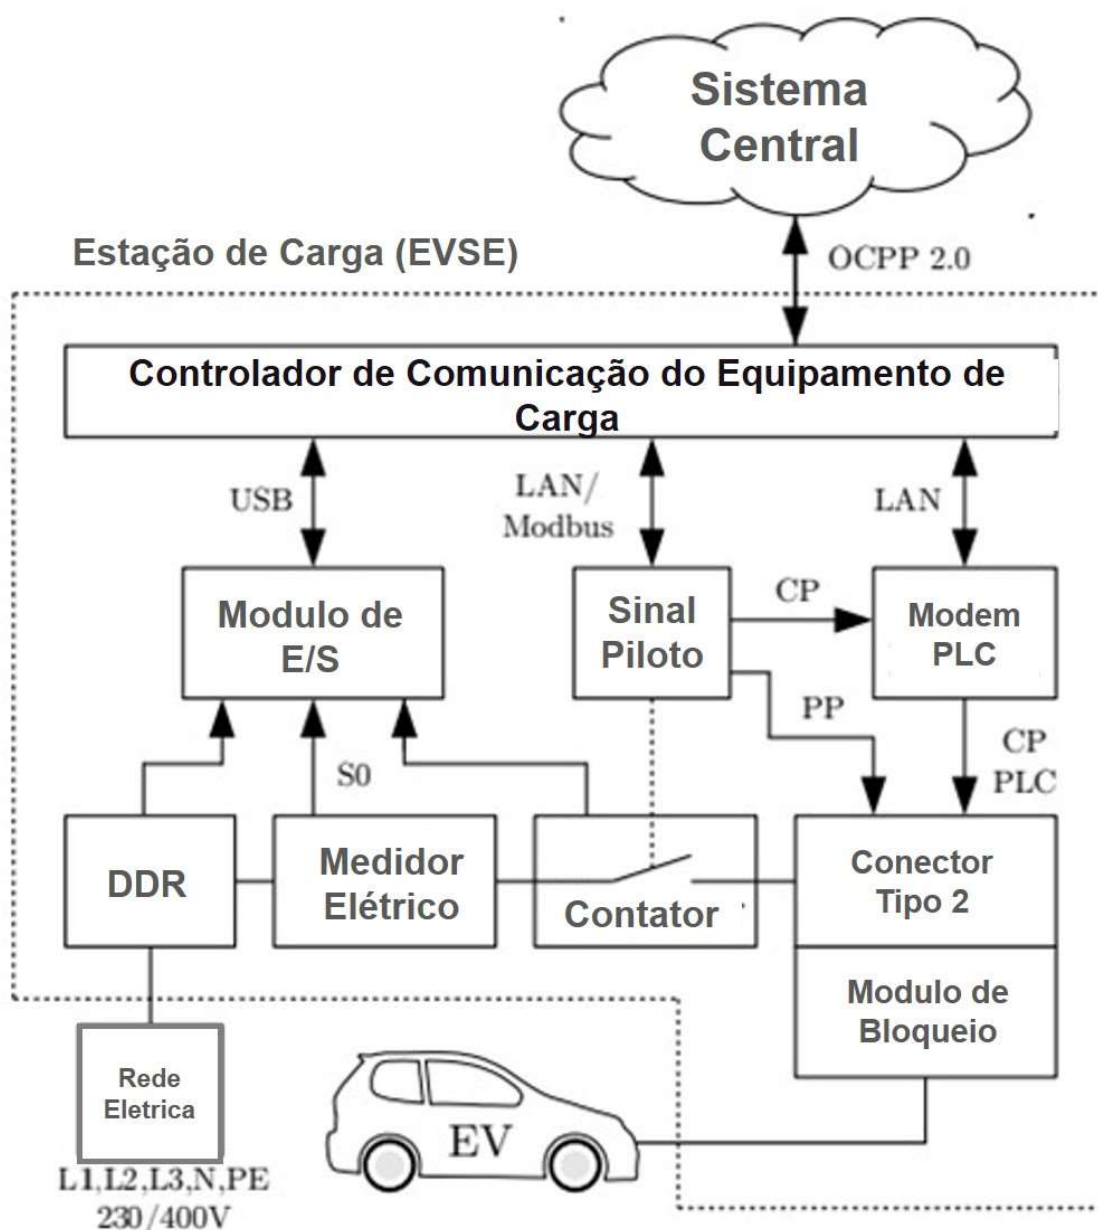 Sistema
Central
Estação de Carga (EVSE)
OCPP 2.0
Controlador de Comunicação do Equipamento de
Carga
USB
LAN/
Modbus
LAN
Modulo de
E/S
Sinal
Piloto
CP
Modem
PLC
PP
CP
PLC
S0
DDR
Medidor
Elétrico
Contator
Conector
Tipo 2
Modulo de
Bloqueio
Rede
Eletrica
EV
L1,L2,L3,N,PE
230/400V